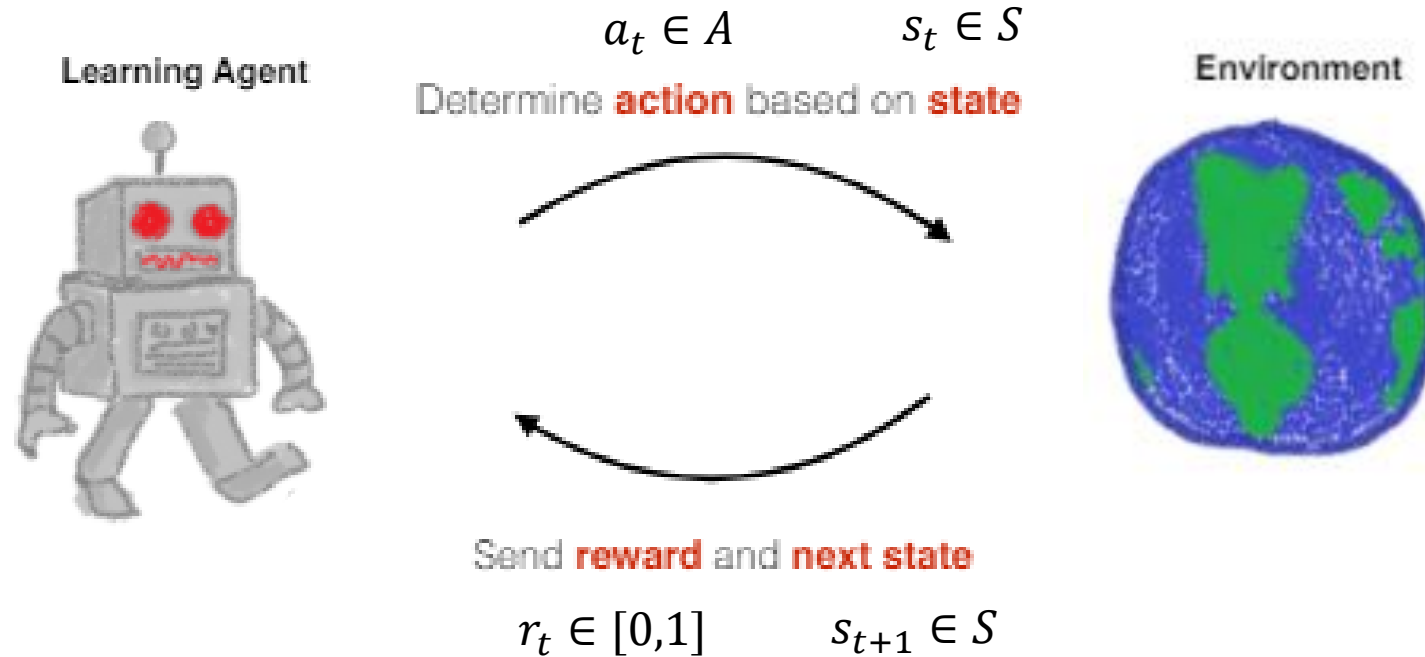 a_t ∈ A s_t ∈ S
Learning Agent
Environment
Determine action based on state
Send reward and next state
r_t ∈ [0,1] s_{t+1} ∈ S